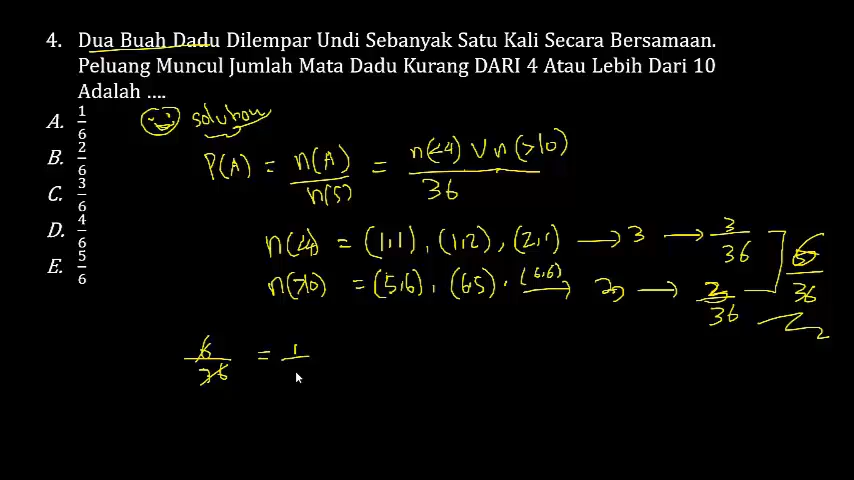 4. Dua Buah Dadu Dilempar Undi Sebanyak Satu Kali Secara Bersamaan.
Peluang Muncul Jumlah Mata Dadu Kurang DARI 4 Atau Lebih Dari 10
Adalah ....
A. 1/6
B. 2/6
C. 3/6
D. 4/6
E. 5/6
solution
P(A) = n(A)/n(S) = n(<4) ∨ n(>10)/36
n(<4) = (1,1), (1,2), (2,1) → 3 → 3/36
n(>10) = (5,6), (6,5), (6,6) → 3 → 3/36
6/36
6/36 = 1